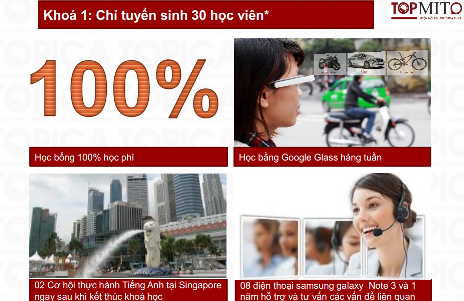 Khoá 1: Chỉ tuyển sinh 30 học viên*
TOPMITO
100%
Học bổng 100% học phí
Học bằng Google Glass hàng tuần
02 Cơ hội thực hành Tiếng Anh tại Singapore
ngay sau khi kết thúc khoá học
08 điện thoại samsung galaxy Note 3 và 1
năm hỗ trợ và tư vấn các vấn đề liên quan